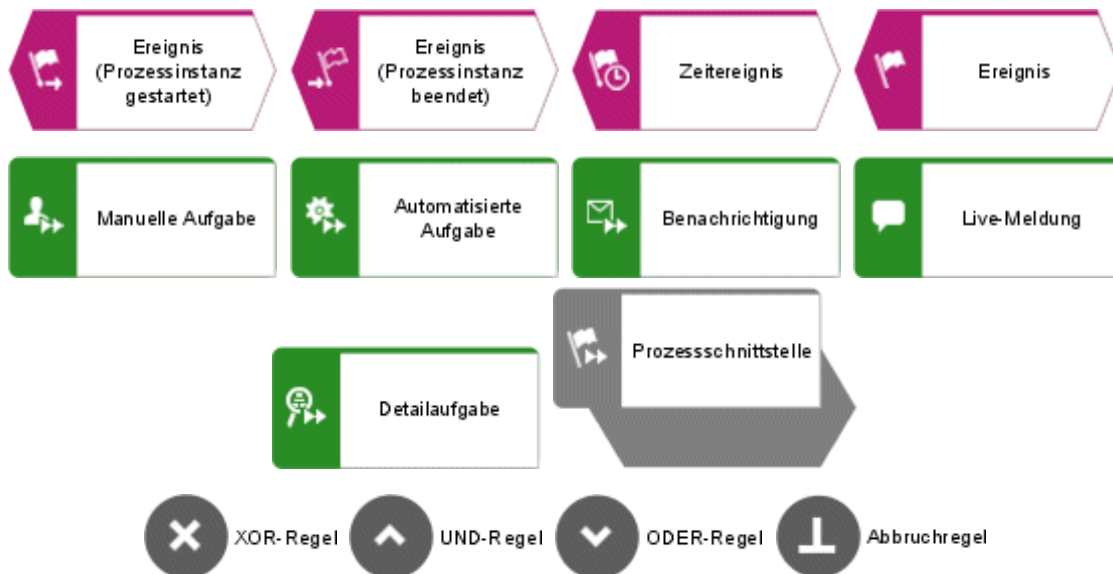 Ereignis
(Prozessinstanz
gestartet)
Ereignis
(Prozessinstanz
beendet)
Zeitereignis
Ereignis
Manuelle Aufgabe
Automatisierte
Aufgabe
Benachrichtigung
Live-Meldung
Prozessschnittstelle
Detailaufgabe
XOR-Regel
UND-Regel
ODER-Regel
Abbruchregel